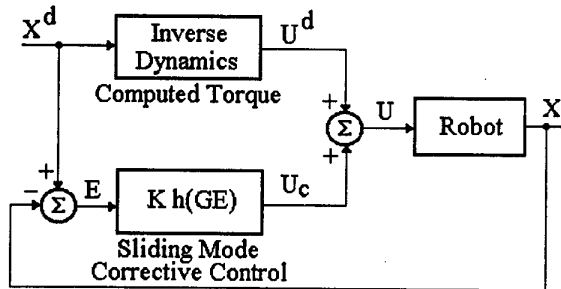 X^d
Inverse
Dynamics
Computed Torque
U^d
+
Σ
+
U
Robot
X
+
−
Σ
E
K h(GE)
U_c
Sliding Mode
Corrective Control